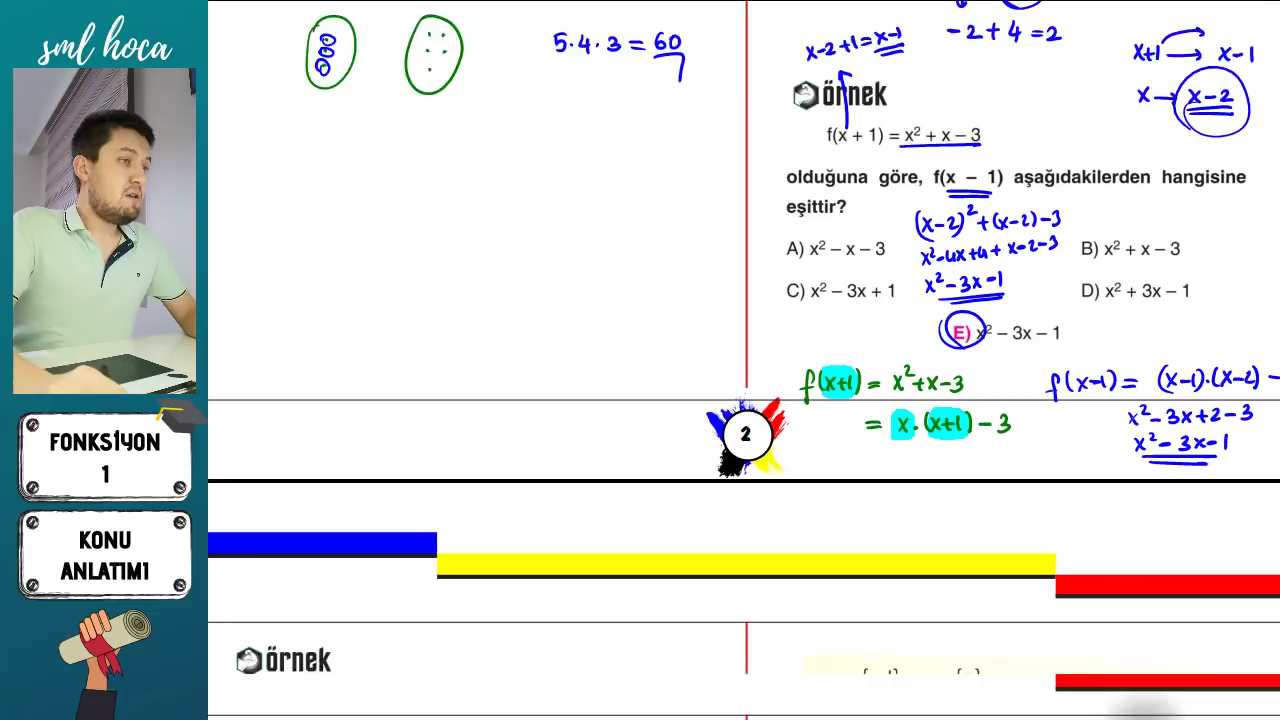 sml hoca
FONKSİYON
1
KONU
ANLATIMI
5·4·3 = 60
x-2+1=x-1
-2+4=2
x+1 → x-1
x → x-2
örnek
f(x + 1) = x² + x – 3
olduğuna göre, f(x – 1) aşağıdakilerden hangisine
eşittir?
(x-2)²+(x-2)-3
A) x² – x – 3
x²-4x+4+x-2-3
B) x² + x – 3
C) x² – 3x + 1
x²-3x-1
D) x² + 3x – 1
E) x² – 3x – 1
f(x+1) = x²+x-3
= x·(x+1)-3
f(x-1) = (x-1)·(x-2) -
x²-3x+2-3
x²-3x-1
2
örnek